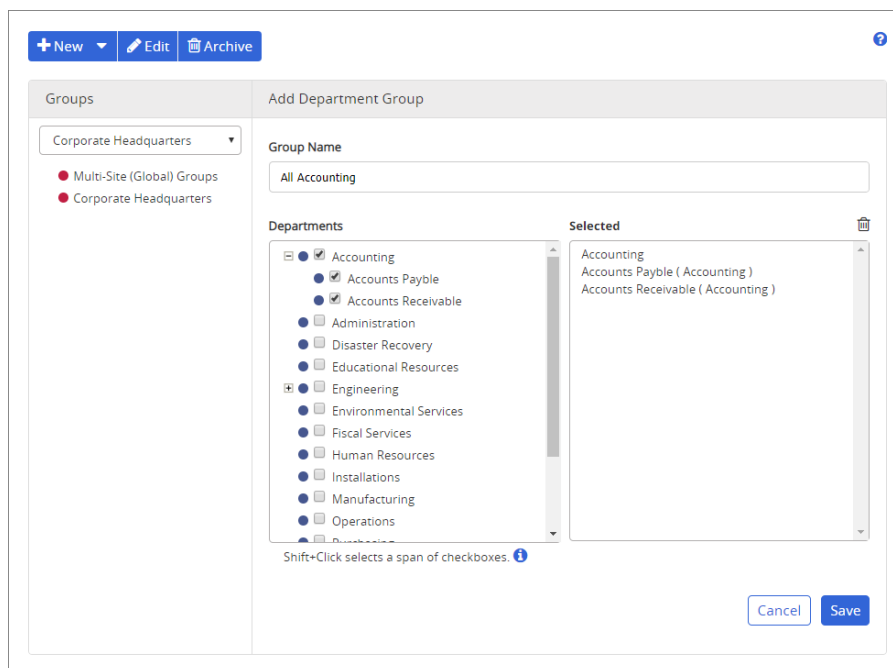 New Edit Archive
Groups
Add Department Group
Corporate Headquarters
Multi-Site (Global) Groups
Corporate Headquarters
Group Name
All Accounting
Departments
Accounting
Accounts Payble
Accounts Receivable
Administration
Disaster Recovery
Educational Resources
Engineering
Environmental Services
Fiscal Services
Human Resources
Installations
Manufacturing
Operations
Purchasing
Shift+Click selects a span of checkboxes.
Selected
Accounting
Accounts Payble ( Accounting )
Accounts Receivable ( Accounting )
Cancel Save